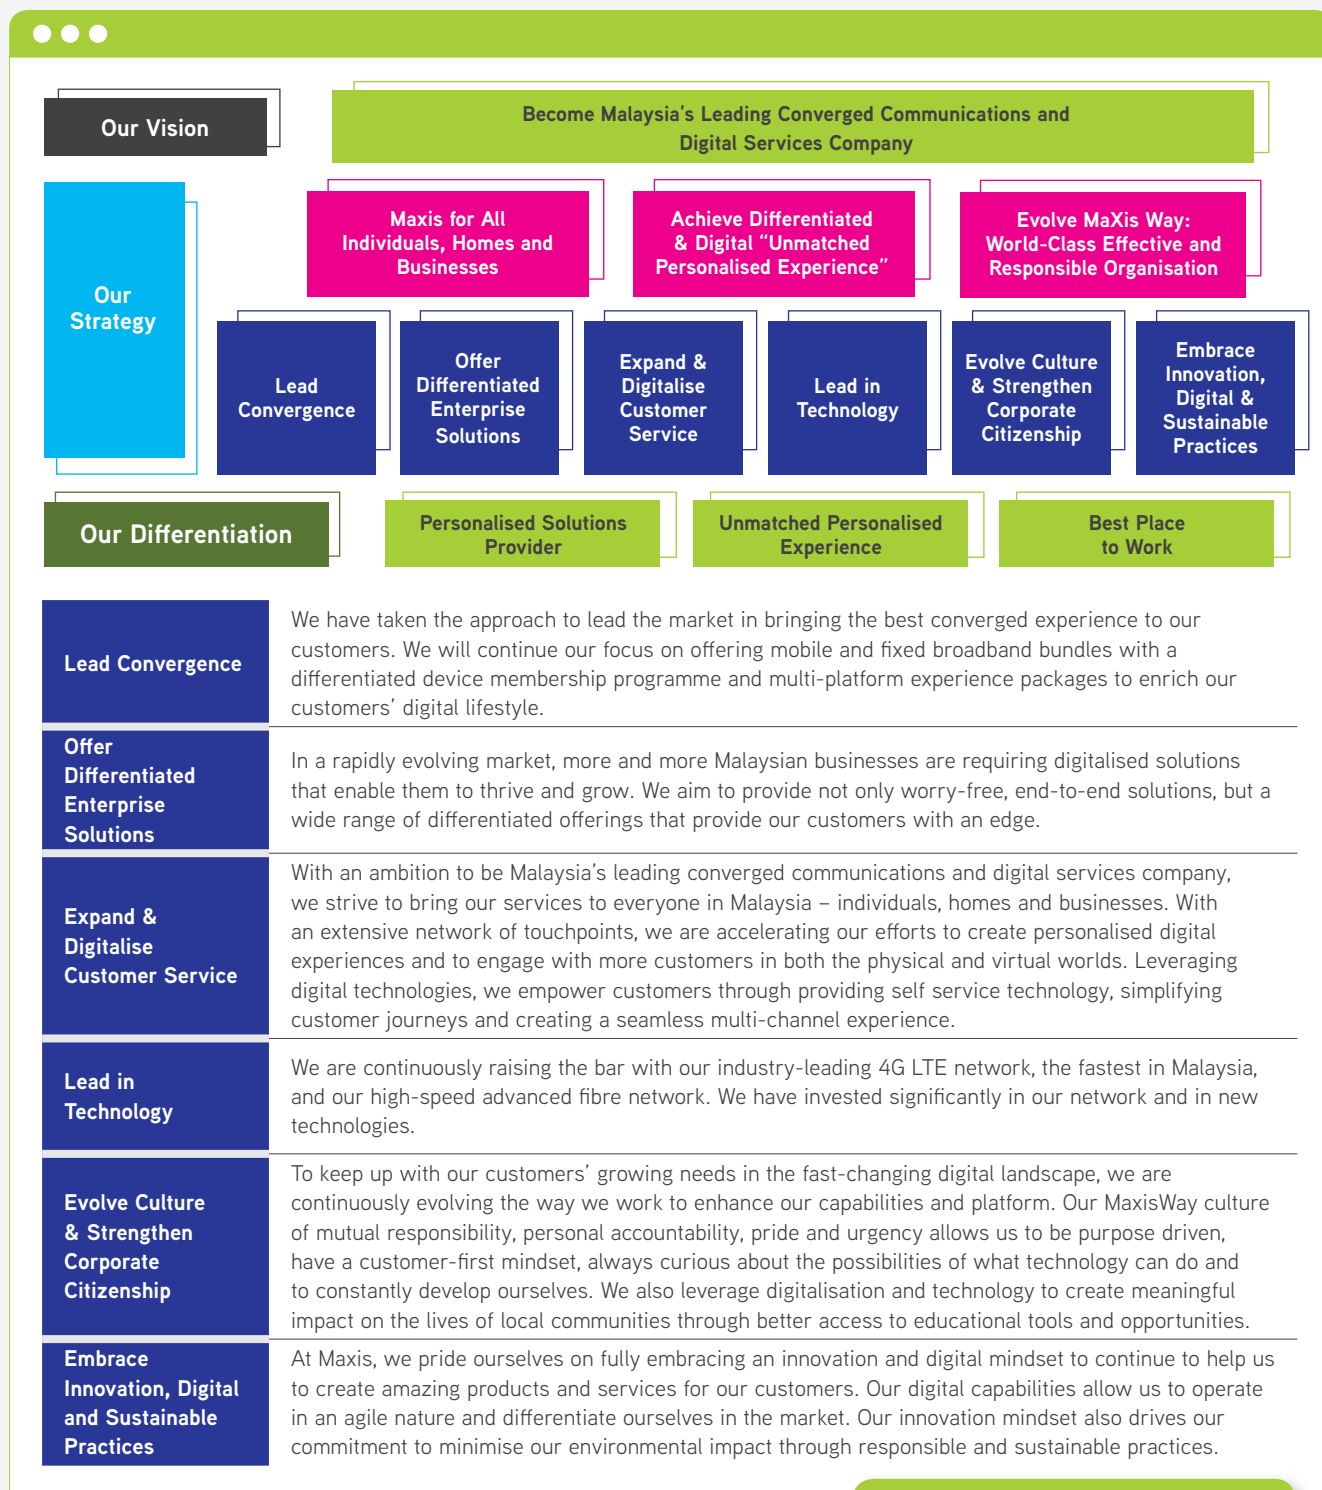 Our Vision
Become Malaysia's Leading Converged Communications and
Digital Services Company
Our
Strategy
Maxis for All
Individuals, Homes and
Businesses
Achieve Differentiated
& Digital “Unmatched
Personalised Experience”
Evolve MaXis Way:
World-Class Effective and
Responsible Organisation
Lead
Convergence
Offer
Differentiated
Enterprise
Solutions
Expand &
Digitalise
Customer
Service
Lead in
Technology
Evolve Culture
& Strengthen
Corporate
Citizenship
Embrace
Innovation,
Digital &
Sustainable
Practices
Our Differentiation
Personalised Solutions
Provider
Unmatched Personalised
Experience
Best Place
to Work
Lead Convergence
We have taken the approach to lead the market in bringing the best converged experience to our
customers. We will continue our focus on offering mobile and fixed broadband bundles with a
differentiated device membership programme and multi-platform experience packages to enrich our
customers' digital lifestyle.
Offer
Differentiated
Enterprise
Solutions
In a rapidly evolving market, more and more Malaysian businesses are requiring digitalised solutions
that enable them to thrive and grow. We aim to provide not only worry-free, end-to-end solutions, but a
wide range of differentiated offerings that provide our customers with an edge.
Expand &
Digitalise
Customer Service
With an ambition to be Malaysia's leading converged communications and digital services company,
we strive to bring our services to everyone in Malaysia – individuals, homes and businesses. With
an extensive network of touchpoints, we are accelerating our efforts to create personalised digital
experiences and to engage with more customers in both the physical and virtual worlds. Leveraging
digital technologies, we empower customers through providing self service technology, simplifying
customer journeys and creating a seamless multi-channel experience.
Lead in
Technology
We are continuously raising the bar with our industry-leading 4G LTE network, the fastest in Malaysia,
and our high-speed advanced fibre network. We have invested significantly in our network and in new
technologies.
Evolve Culture
& Strengthen
Corporate
Citizenship
To keep up with our customers' growing needs in the fast-changing digital landscape, we are
continuously evolving the way we work to enhance our capabilities and platform. Our MaxisWay culture
of mutual responsibility, personal accountability, pride and urgency allows us to be purpose driven,
have a customer-first mindset, always curious about the possibilities of what technology can do and
to constantly develop ourselves. We also leverage digitalisation and technology to create meaningful
impact on the lives of local communities through better access to educational tools and opportunities.
Embrace
Innovation, Digital
and Sustainable
Practices
At Maxis, we pride ourselves on fully embracing an innovation and digital mindset to continue to help us
to create amazing products and services for our customers. Our digital capabilities allow us to operate
in an agile nature and differentiate ourselves in the market. Our innovation mindset also drives our
commitment to minimise our environmental impact through responsible and sustainable practices.